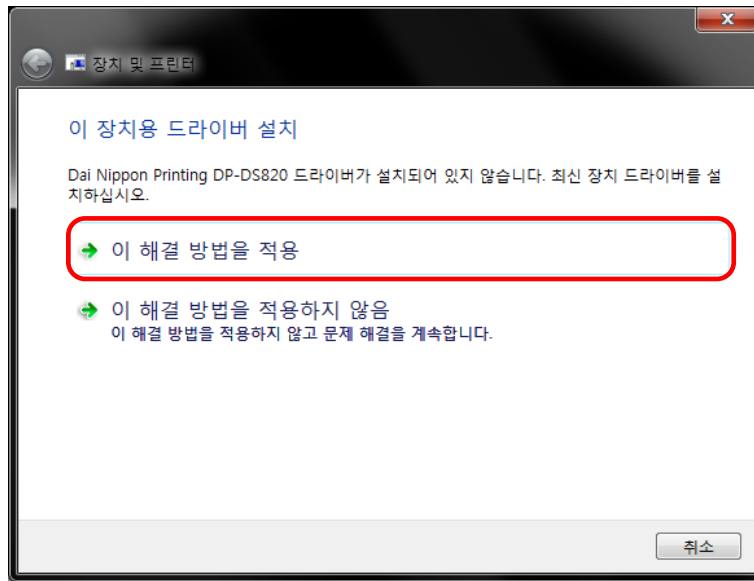 장치 및 프린터
이 장치용 드라이버 설치
Dai Nippon Printing DP-DS820 드라이버가 설치되어 있지 않습니다. 최신 장치 드라이버를 설
치하십시오.
이 해결 방법을 적용
이 해결 방법을 적용하지 않음
이 해결 방법을 적용하지 않고 문제 해결을 계속합니다.
취소